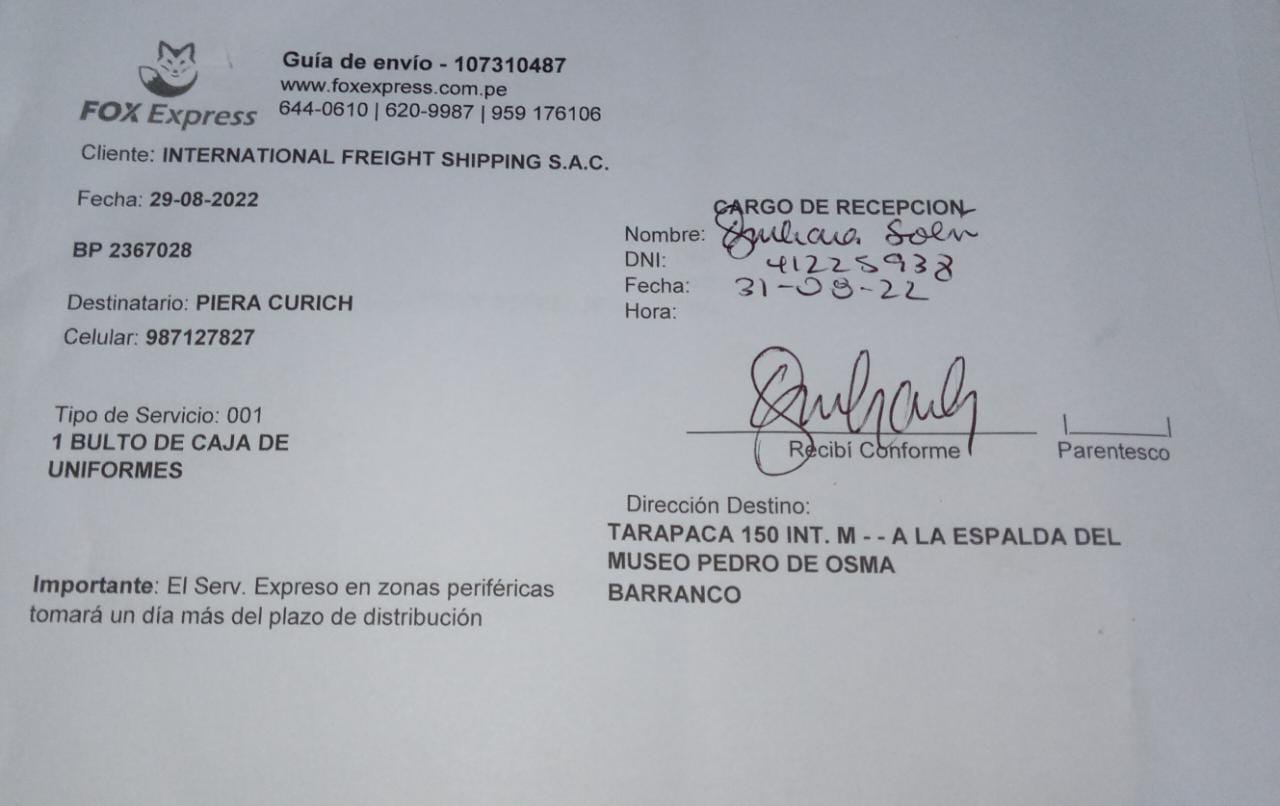 FOX Express
Guía de envío - 107310487
www.foxexpress.com.pe
644-0610 | 620-9987 | 959 176106
Cliente: INTERNATIONAL FREIGHT SHIPPING S.A.C.
Fecha: 29-08-2022
BP 2367028
Destinatario: PIERA CURICH
Celular: 987127827
Tipo de Servicio: 001
1 BULTO DE CAJA DE
UNIFORMES
Importante: El Serv. Expreso en zonas periféricas
tomará un día más del plazo de distribución
CARGO DE RECEPCION
Nombre:
DNI: 41225938
Fecha: 31-08-22
Hora:
Recibí Conforme
Parentesco
Dirección Destino:
TARAPACA 150 INT. M - - A LA ESPALDA DEL
MUSEO PEDRO DE OSMA
BARRANCO